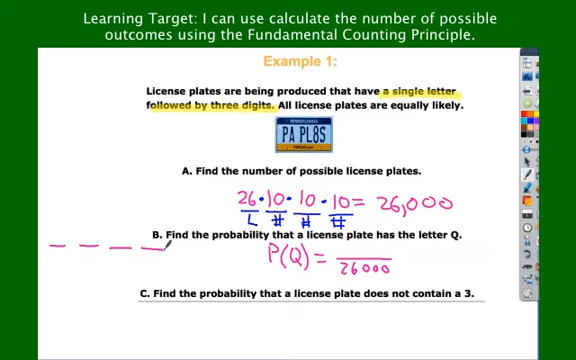 Learning Target: I can use calculate the number of possible
outcomes using the Fundamental Counting Principle.
Example 1:
License plates are being produced that have a single letter
followed by three digits. All license plates are equally likely.
PENNSYLVANIA
PA PL8S
A. Find the number of possible license plates.
26 • 10 • 10 • 10 = 26,000
L # # #
B. Find the probability that a license plate has the letter Q.
P(Q) =
26000
C. Find the probability that a license plate does not contain a 3.